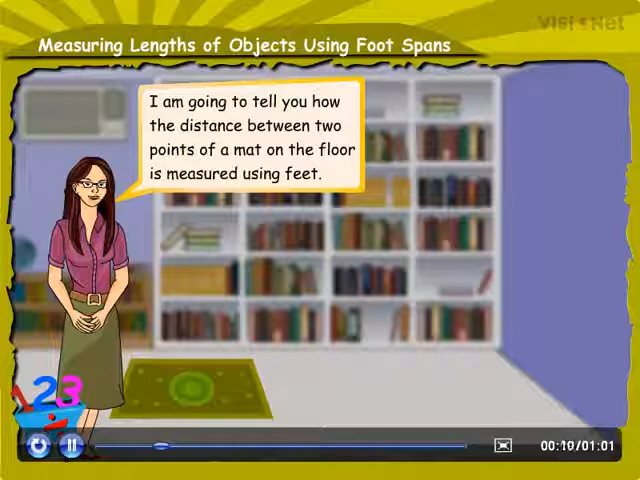 Measuring Lengths of Objects Using Foot Spans
I am going to tell you how
the distance between two
points of a mat on the floor
is measured using feet.
123
00:10/01:01